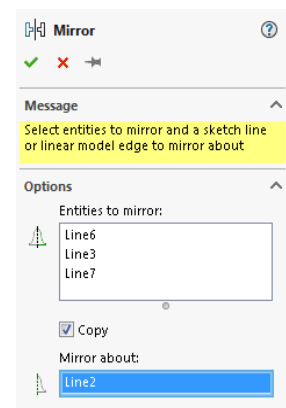 Mirror
Message
Select entities to mirror and a sketch line
or linear model edge to mirror about
Options
Entities to mirror:
Line6
Line3
Line7
Copy
Mirror about:
Line2